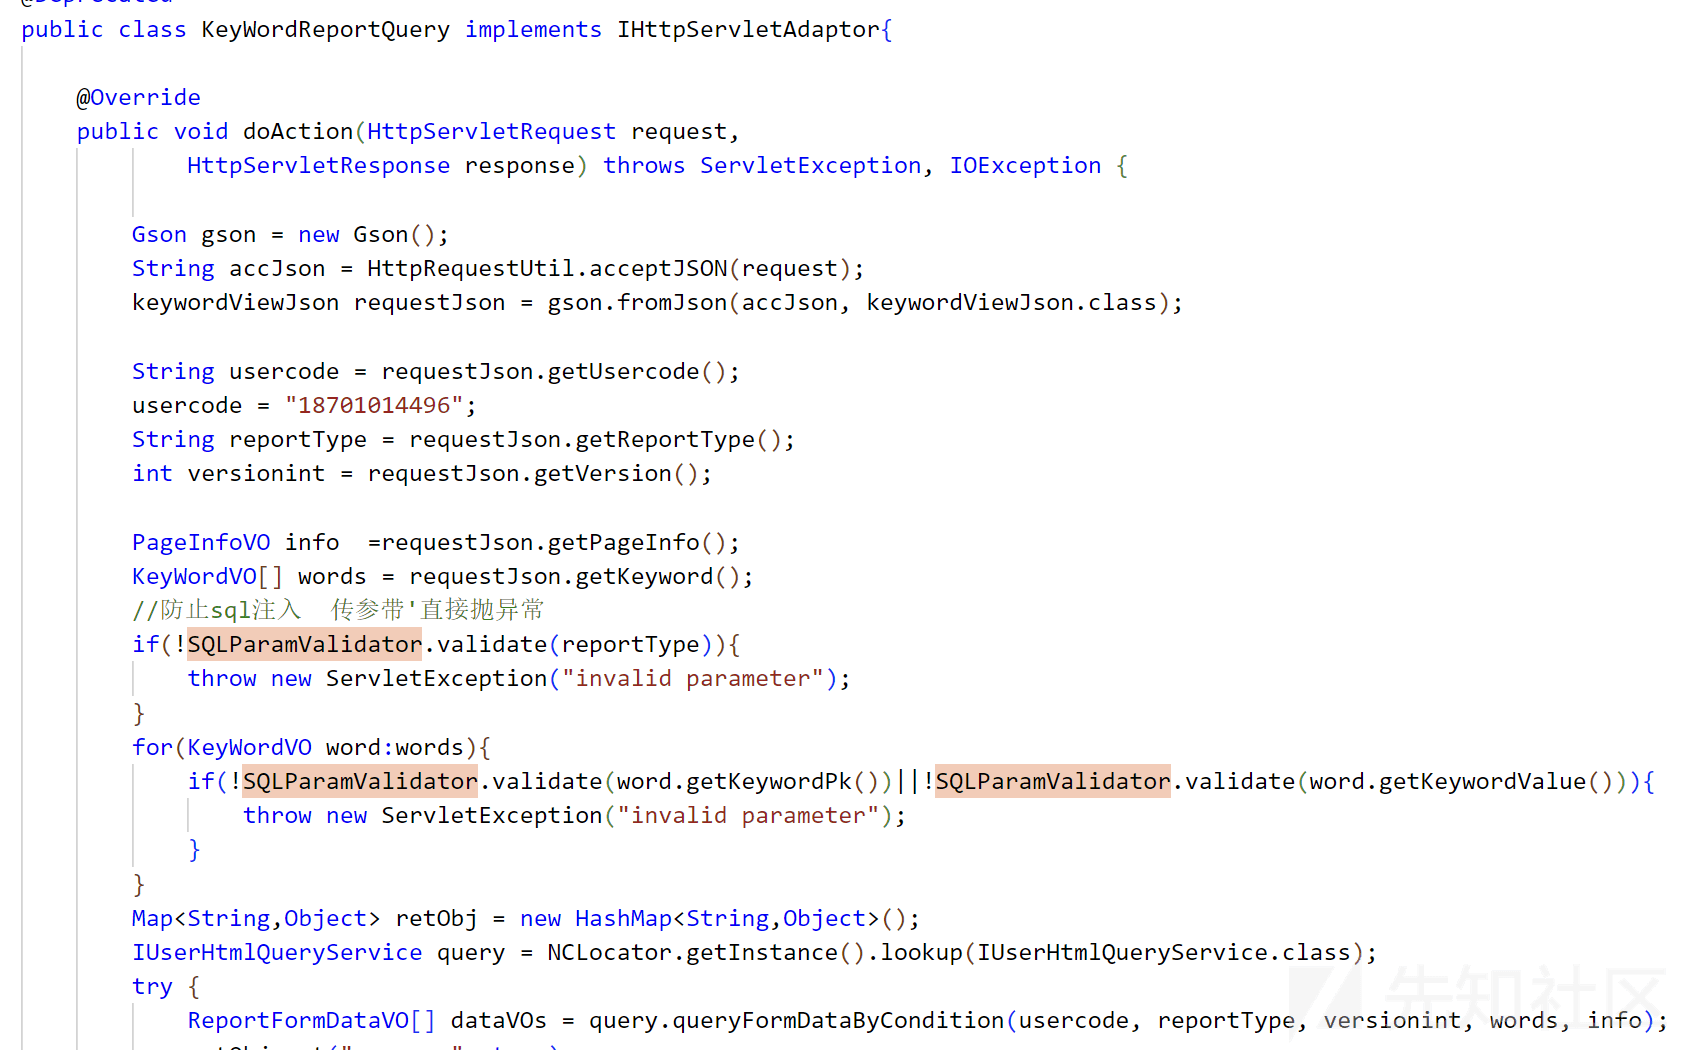 @Deprecated
public class KeyWordReportQuery implements IHttpServletAdaptor{
@Override
public void doAction(HttpServletRequest request,
HttpServletResponse response) throws ServletException, IOException {
Gson gson = new Gson();
String accJson = HttpRequestUtil.acceptJSON(request);
keywordViewJson requestJson = gson.fromJson(accJson, keywordViewJson.class);
String usercode = requestJson.getUsercode();
usercode = "18701014496";
String reportType = requestJson.getReportType();
int versionint = requestJson.getVersion();
PageInfoVO info  =requestJson.getPageInfo();
KeyWordVO[] words = requestJson.getKeyword();
//防止sql注入  传参带'直接抛异常
if(!SQLParamValidator.validate(reportType)){
throw new ServletException("invalid parameter");
}
for(KeyWordVO word:words){
if(!SQLParamValidator.validate(word.getKeywordPk())||!SQLParamValidator.validate(word.getKeywordValue())){
throw new ServletException("invalid parameter");
}
}
Map<String,Object> retObj = new HashMap<String,Object>();
IUserHtmlQueryService query = NCLocator.getInstance().lookup(IUserHtmlQueryService.class);
try {
ReportFormDataVO[] dataVOs = query.queryFormDataByCondition(usercode, reportType, versionint, words, info);
先知社区